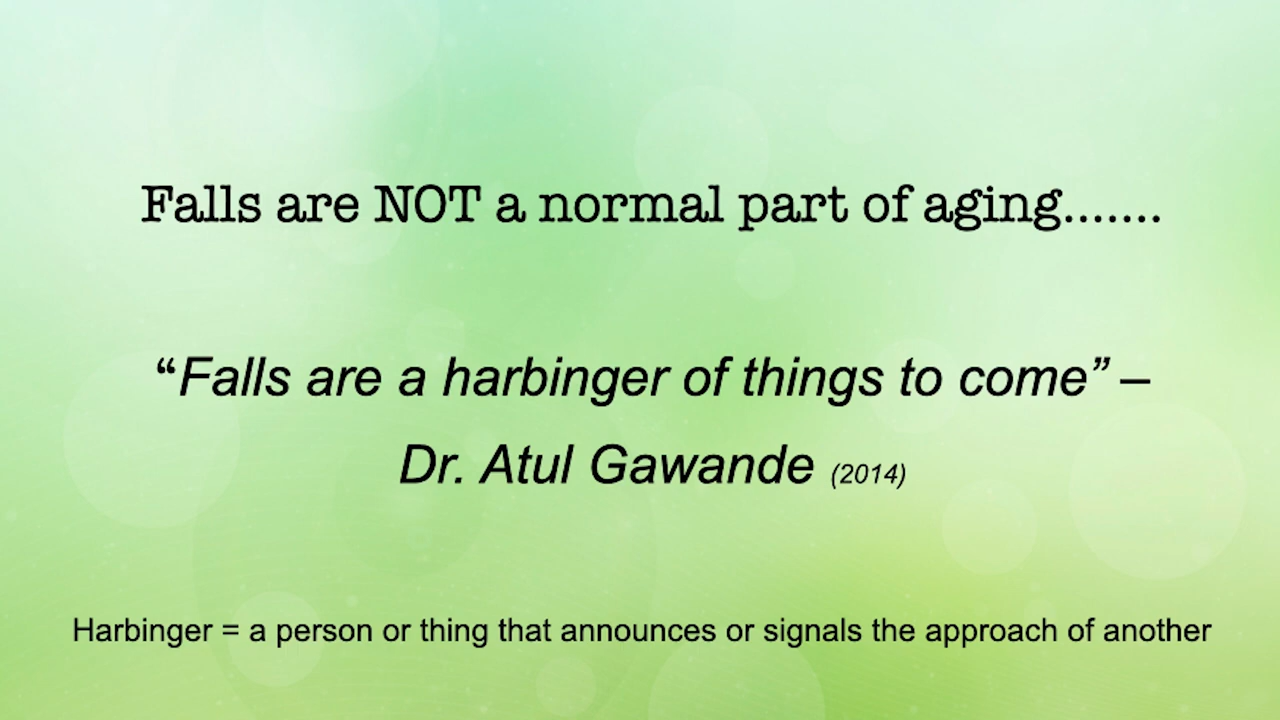 Falls are NOT a normal part of aging.......
“Falls are a harbinger of things to come” –
Dr. Atul Gawande (2014)
Harbinger = a person or thing that announces or signals the approach of another